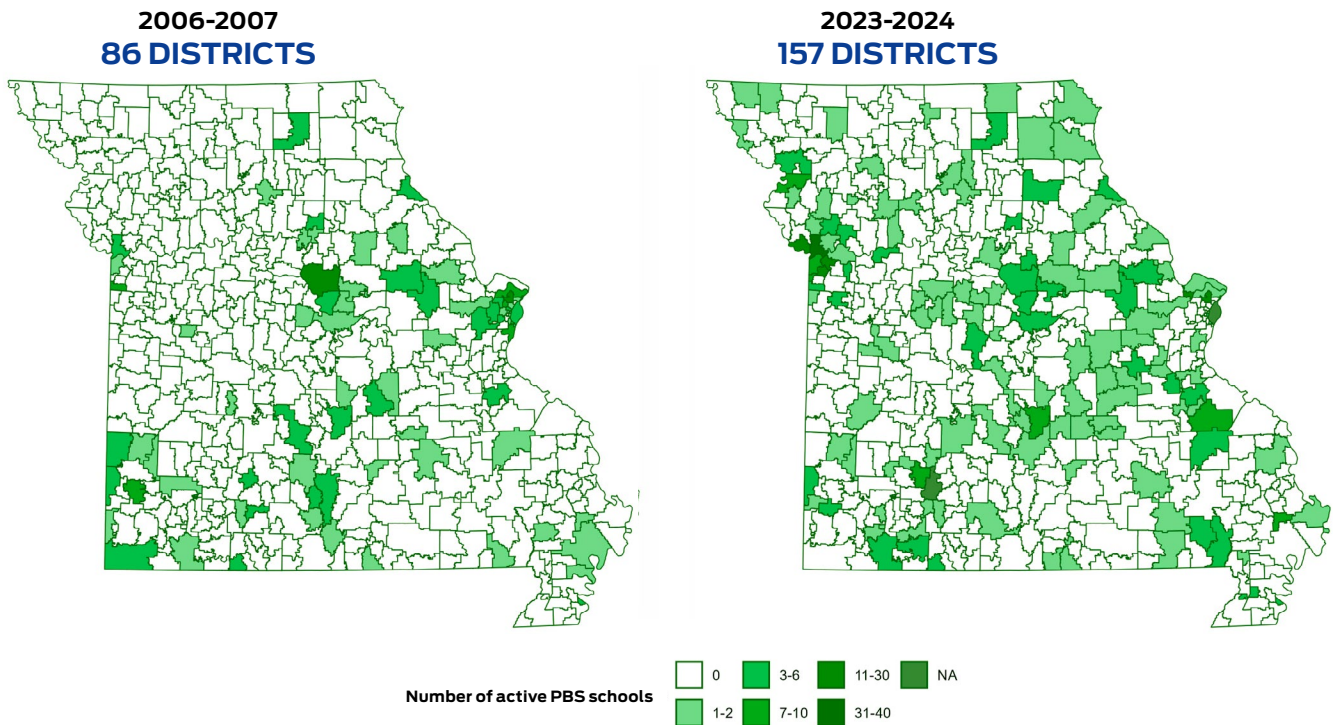 2006-2007
86 DISTRICTS
2023-2024
157 DISTRICTS
Number of active PBS schools
0
3-6
11-30
NA
1-2
7-10
31-40